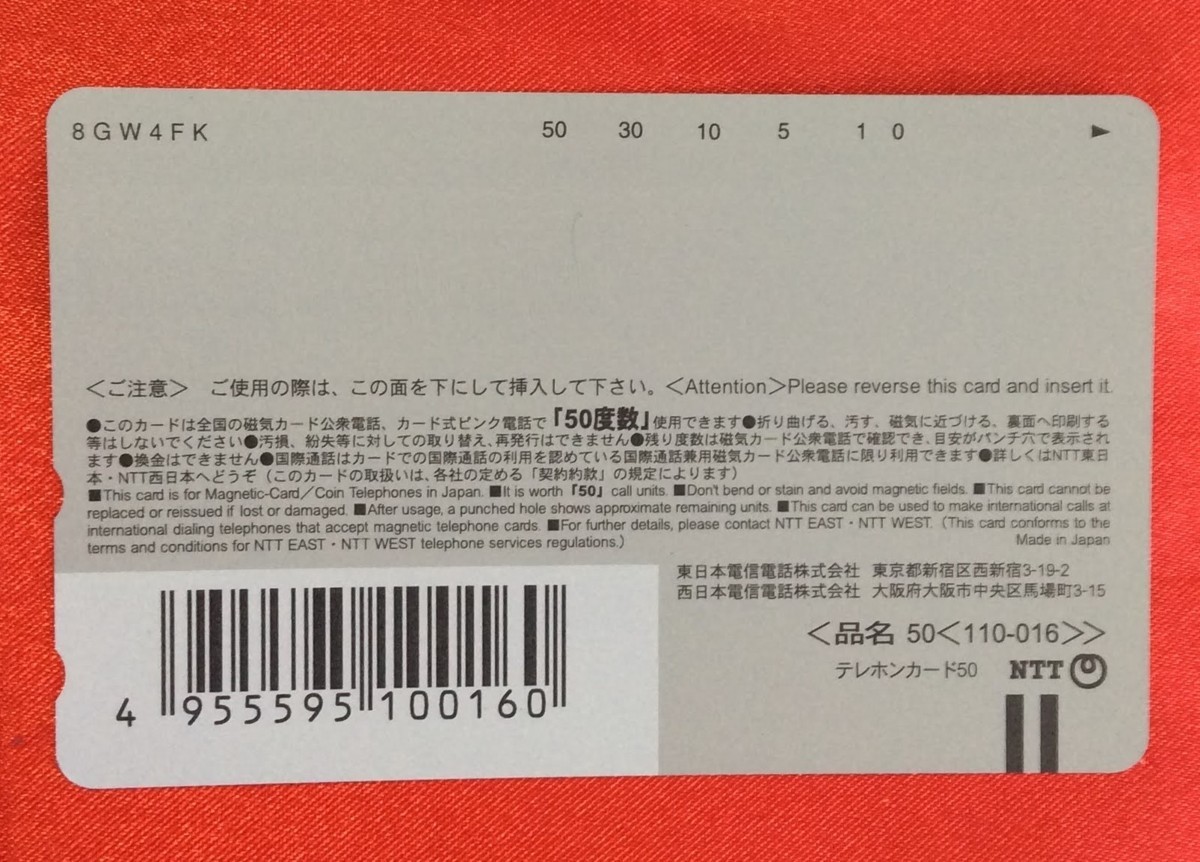 8GW4FK 50 30 10 5 1 0 ►
＜ご注意＞ ご使用の際は、この面を下にして挿入して下さい。＜Attention＞Please reverse this card and insert it.
●このカードは全国の磁気カード公衆電話、カード式ピンク電話で「50度数」使用できます●折り曲げる、汚す、磁気に近づける、裏面へ印刷する
等はしないでください●汚損、紛失等に対しての取り替え、再発行はできません●残り度数は磁気カード公衆電話で確認でき、目安がパンチ穴で表示され
ます●換金はできません●国際通話はカードでの国際通話の利用を認めている国際通話兼用磁気カード公衆電話に限り利用できます●詳しくはNTT東日
本・NTT西日本へどうぞ（このカードの取扱いは、各社の定める「契約約款」の規定によります）
■This card is for Magnetic-Card／Coin Telephones in Japan. ■It is worth「50」call units. ■Don't bend or stain and avoid magnetic fields. ■This card cannot be
replaced or reissued if lost or damaged. ■After usage, a punched hole shows approximate remaining units. ■This card can be used to make international calls at
international dialing telephones that accept magnetic telephone cards. ■For further details, please contact NTT EAST・NTT WEST.（This card conforms to the
terms and conditions for NTT EAST・NTT WEST telephone services regulations.） Made in Japan
東日本電信電話株式会社 東京都新宿区西新宿3-19-2
西日本電信電話株式会社 大阪府大阪市中央区馬場町3-15
＜品名 50＜110-016＞＞
テレホンカード50 NTT
4 955595 100160